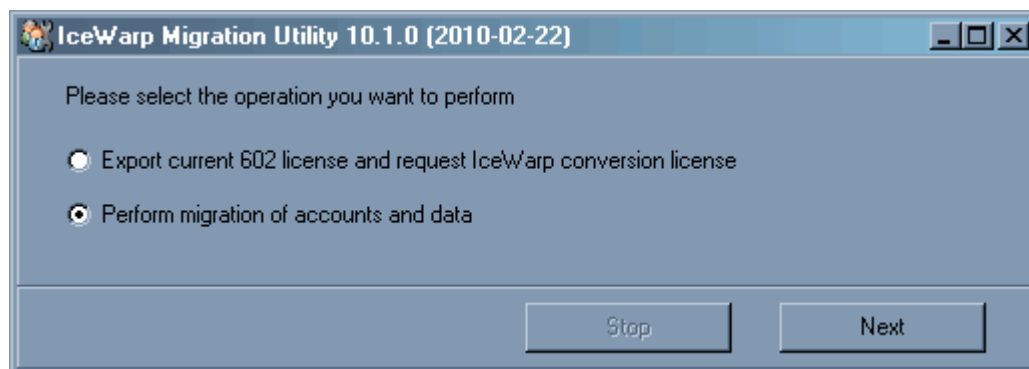 IceWarp Migration Utility 10.1.0 (2010-02-22)
Please select the operation you want to perform
Export current 602 license and request IceWarp conversion license
Perform migration of accounts and data
Stop
Next